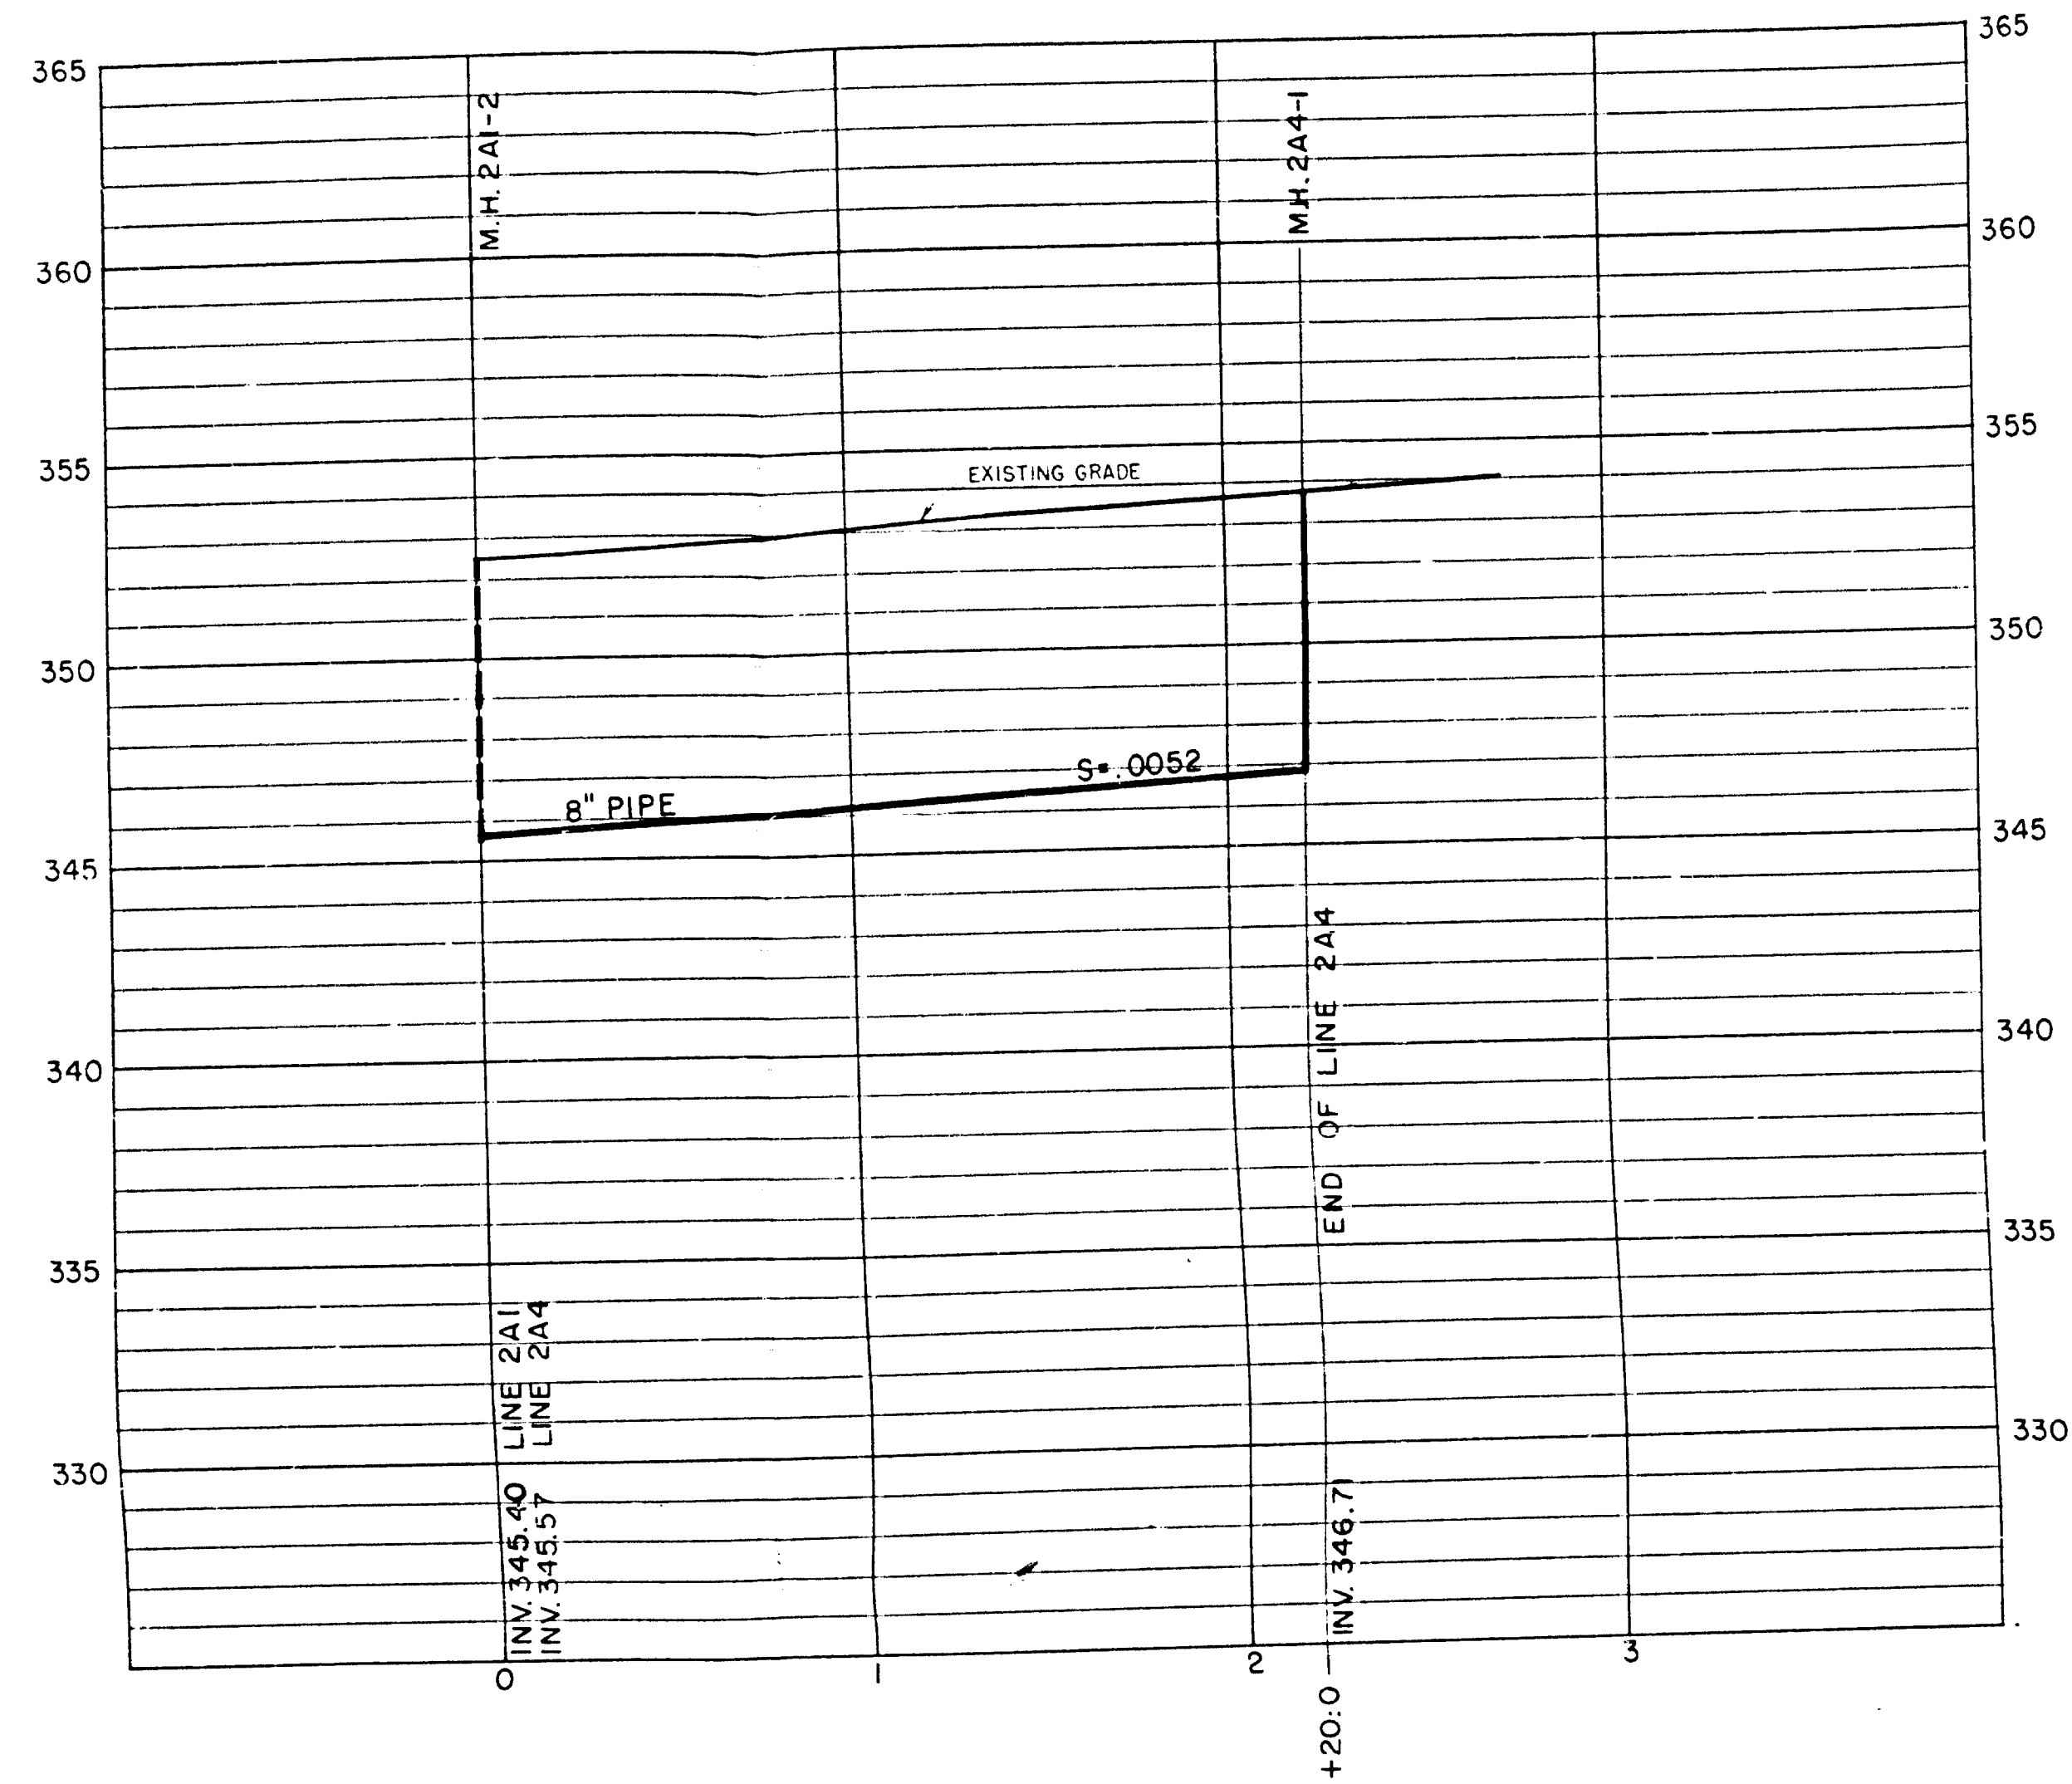 365
365
M.H. 2A1-2
M.H. 2A4-1
360
360
355
355
EXISTING GRADE
350
350
S=.0052
8" PIPE
345
345
END OF LINE 2A4
340
340
335
335
330
330
INV. 345.40 LINE 2A1
INV. 345.57 LINE 2A4
INV. 346.71
0
1
2
3
+20.0